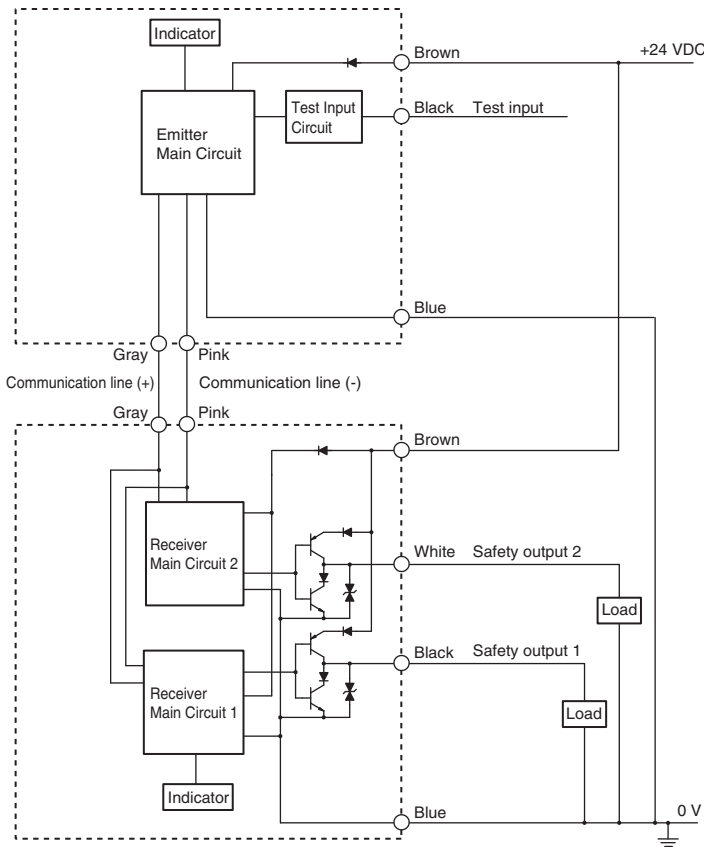 Indicator
Brown
+24 VDC
Emitter
Main Circuit
Test Input
Circuit
Black Test input
Blue
Gray
Pink
Communication line (+)
Communication line (-)
Gray
Pink
Brown
Receiver
Main Circuit 2
White Safety output 2
Load
Black Safety output 1
Receiver
Main Circuit 1
Load
Indicator
Blue
0 V